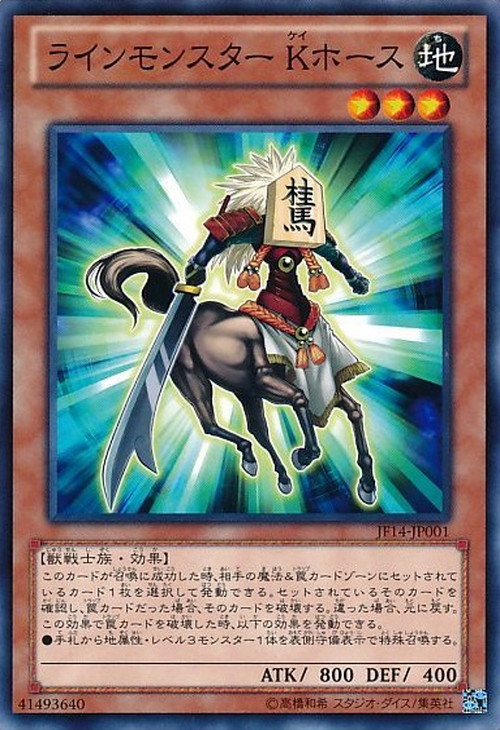 ラインモンスター Kホース
ケイ
地
桂馬
JF14-JP001
【獣戦士族・効果】
このカードが召喚に成功した時、相手の魔法&罠カードゾーンにセットされて
いるカード1枚を選択して発動できる。セットされているそのカードを
確認し、罠カードだった場合、そのカードを破壊する。違った場合、元に戻す。
この効果で罠カードを破壊した時、以下の効果を発動できる。
●手札から地属性・レベル3モンスター1体を表側守備表示で特殊召喚する。
ATK/ 800 DEF/ 400
41493640
©高橋和希 スタジオ・ダイス/集英社